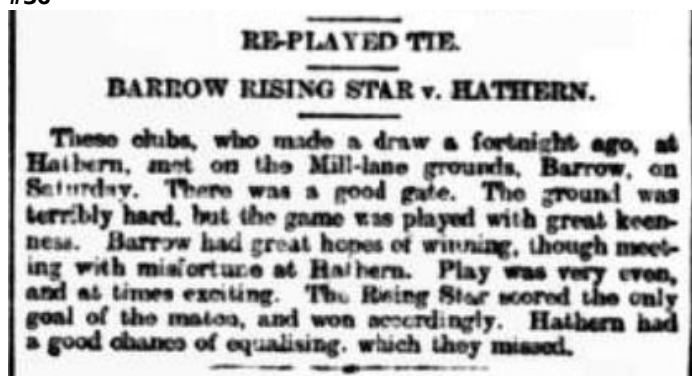 RE-PLAYED TIE.
BARROW RISING STAR v. HATHERN.
These clubs, who made a draw a fortnight ago, at
Hathern, met on the Mill-lane grounds, Barrow, on
Saturday. There was a good gate. The ground was
terribly hard, but the game was played with great keen-
ness. Barrow had great hopes of winning, though meet-
ing with misfortune at Hathern. Play was very even,
and at times exciting. The Rising Star scored the only
goal of the match, and won accordingly. Hathern had
a good chance of equalising, which they missed.